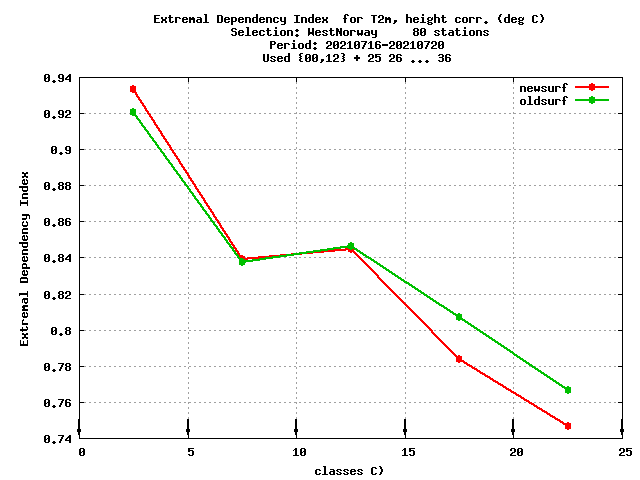 Extremal Dependency Index  for T2m, height corr. (deg C)
Selection: WestNorway     80 stations
Period: 20210716-20210720
Used {00,12} + 25 26 ... 36
newsurf
oldsurf
0.94
0.92
0.9
0.88
0.86
0.84
0.82
0.8
0.78
0.76
0.74
Extremal Dependency Index
0 5 10 15 20 25
classes C)